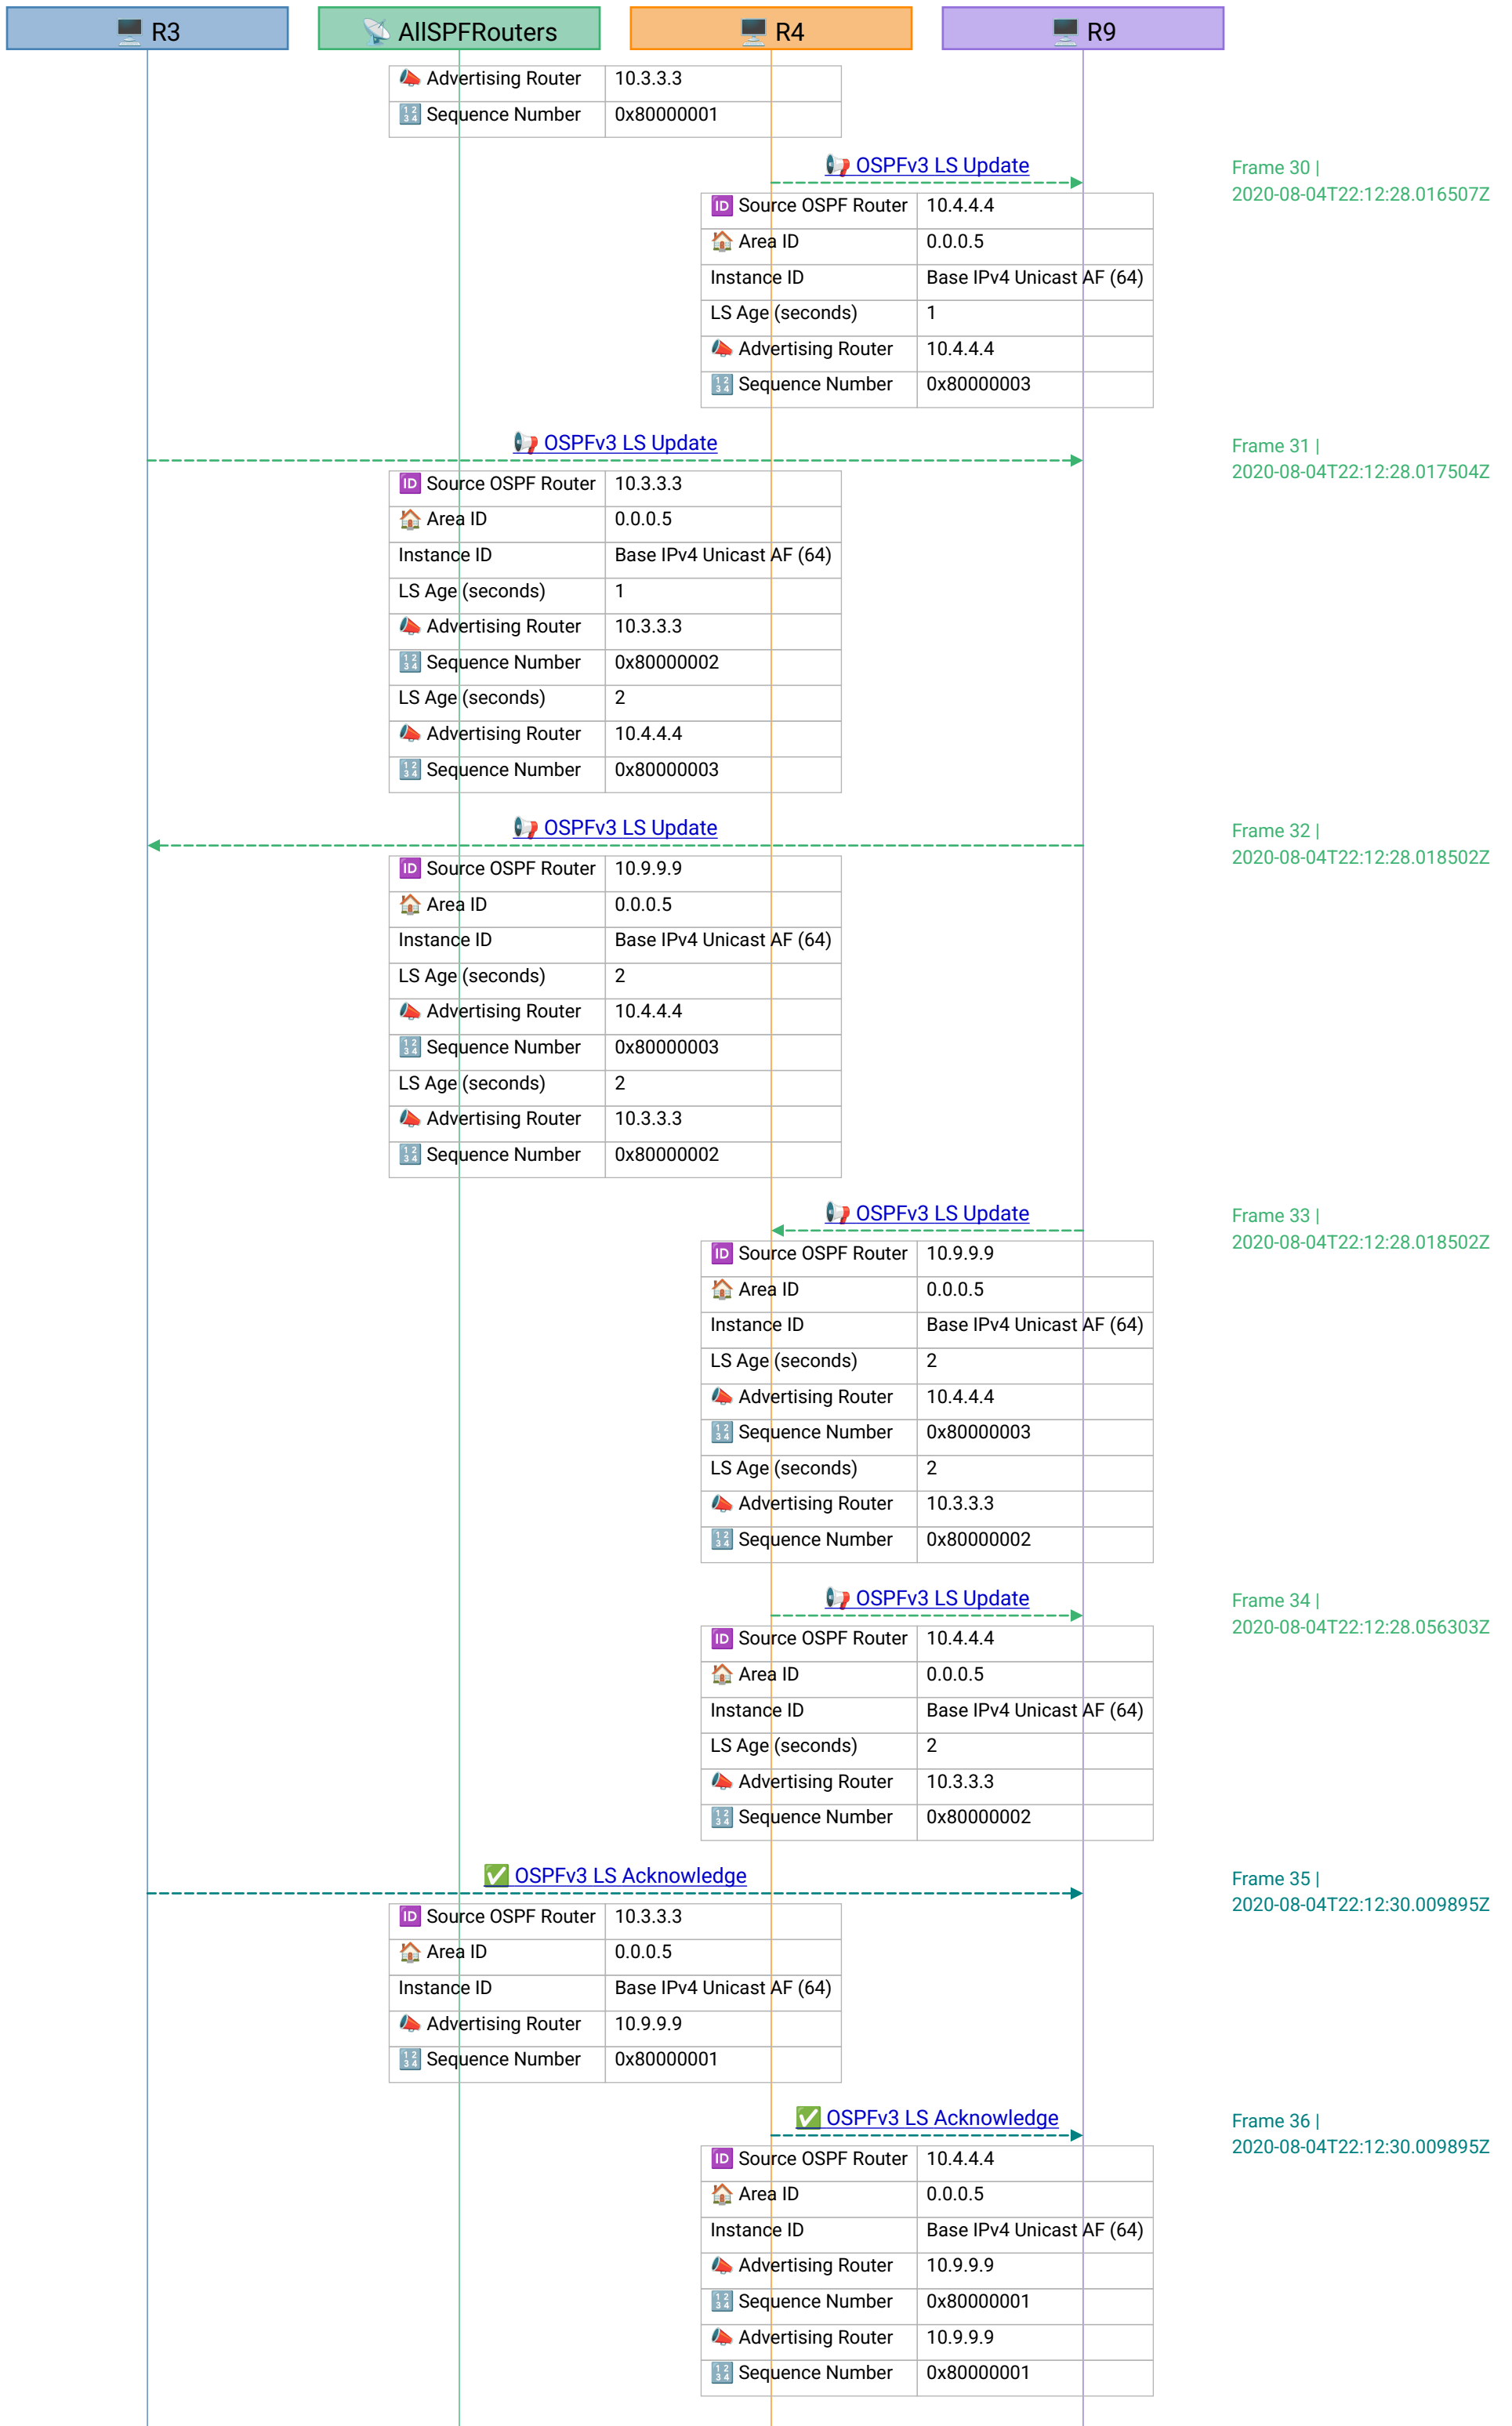 R3
AllSPFRouters
R4
R9
Advertising Router 10.3.3.3
Sequence Number 0x80000001
OSPFv3 LS Update
Frame 30 |
2020-08-04T22:12:28.016507Z
Source OSPF Router 10.4.4.4
Area ID 0.0.0.5
Instance ID Base IPv4 Unicast AF (64)
LS Age (seconds) 1
Advertising Router 10.4.4.4
Sequence Number 0x80000003
OSPFv3 LS Update
Frame 31 |
2020-08-04T22:12:28.017504Z
Source OSPF Router 10.3.3.3
Area ID 0.0.0.5
Instance ID Base IPv4 Unicast AF (64)
LS Age (seconds) 1
Advertising Router 10.3.3.3
Sequence Number 0x80000002
LS Age (seconds) 2
Advertising Router 10.4.4.4
Sequence Number 0x80000003
OSPFv3 LS Update
Frame 32 |
2020-08-04T22:12:28.018502Z
Source OSPF Router 10.9.9.9
Area ID 0.0.0.5
Instance ID Base IPv4 Unicast AF (64)
LS Age (seconds) 2
Advertising Router 10.4.4.4
Sequence Number 0x80000003
LS Age (seconds) 2
Advertising Router 10.3.3.3
Sequence Number 0x80000002
OSPFv3 LS Update
Frame 33 |
2020-08-04T22:12:28.018502Z
Source OSPF Router 10.9.9.9
Area ID 0.0.0.5
Instance ID Base IPv4 Unicast AF (64)
LS Age (seconds) 2
Advertising Router 10.4.4.4
Sequence Number 0x80000003
LS Age (seconds) 2
Advertising Router 10.3.3.3
Sequence Number 0x80000002
OSPFv3 LS Update
Frame 34 |
2020-08-04T22:12:28.056303Z
Source OSPF Router 10.4.4.4
Area ID 0.0.0.5
Instance ID Base IPv4 Unicast AF (64)
LS Age (seconds) 2
Advertising Router 10.3.3.3
Sequence Number 0x80000002
OSPFv3 LS Acknowledge
Frame 35 |
2020-08-04T22:12:30.009895Z
Source OSPF Router 10.3.3.3
Area ID 0.0.0.5
Instance ID Base IPv4 Unicast AF (64)
Advertising Router 10.9.9.9
Sequence Number 0x80000001
OSPFv3 LS Acknowledge
Frame 36 |
2020-08-04T22:12:30.009895Z
Source OSPF Router 10.4.4.4
Area ID 0.0.0.5
Instance ID Base IPv4 Unicast AF (64)
Advertising Router 10.9.9.9
Sequence Number 0x80000001
Advertising Router 10.9.9.9
Sequence Number 0x80000001